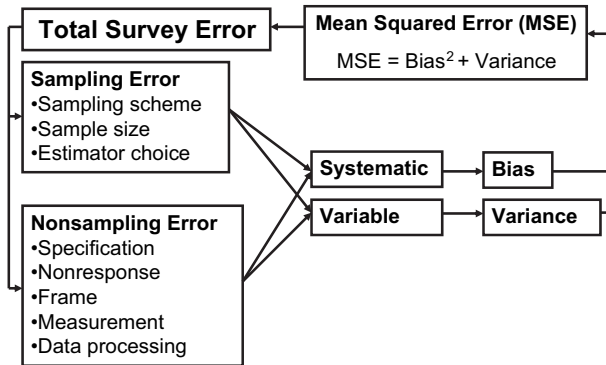 Total Survey Error
Mean Squared Error (MSE)
MSE = Bias² + Variance
Sampling Error
•Sampling scheme
•Sample size
•Estimator choice
Systematic
Bias
Variable
Variance
Nonsampling Error
•Specification
•Nonresponse
•Frame
•Measurement
•Data processing